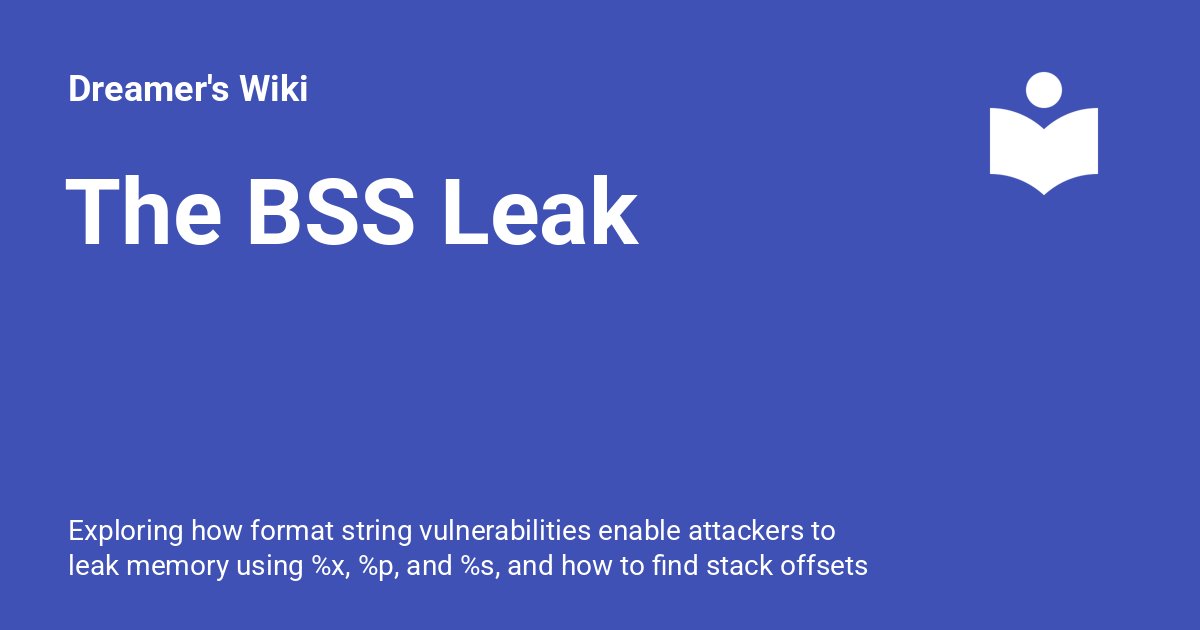 Dreamer's Wiki
The BSS Leak
Exploring how format string vulnerabilities enable attackers to
leak memory using %x, %p, and %s, and how to find stack offsets